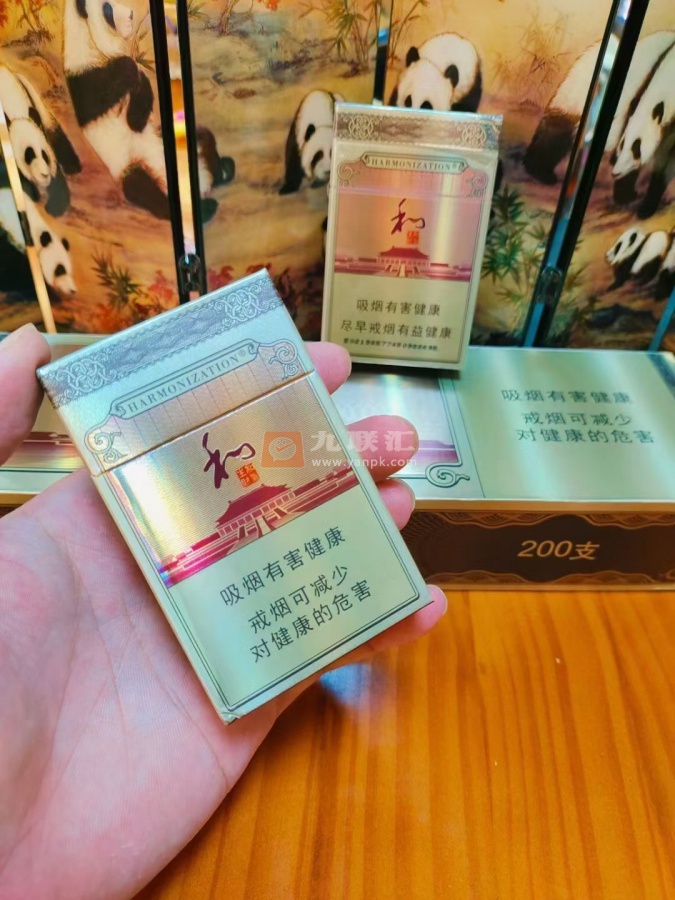 HARMONIZATION®
和
吸烟有害健康
尽早戒烟有益健康
HARMONIZATION®
和
吸烟有害健康
戒烟可减少
对健康的危害
吸烟有害健康
戒烟可减少
对健康的危害
200支
九联汇
www.yanpk.com